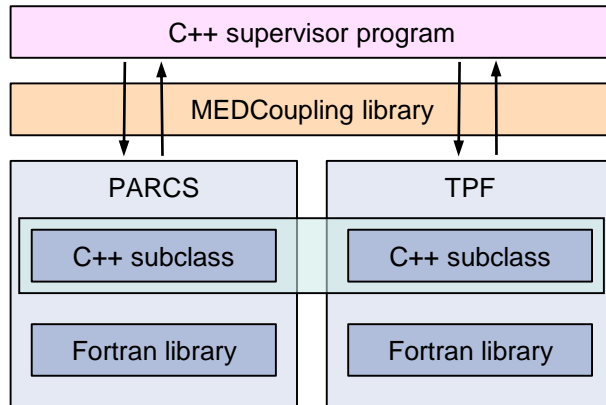 C++ supervisor program
MEDCoupling library
PARCS
TPF
C++ subclass
C++ subclass
Fortran library
Fortran library